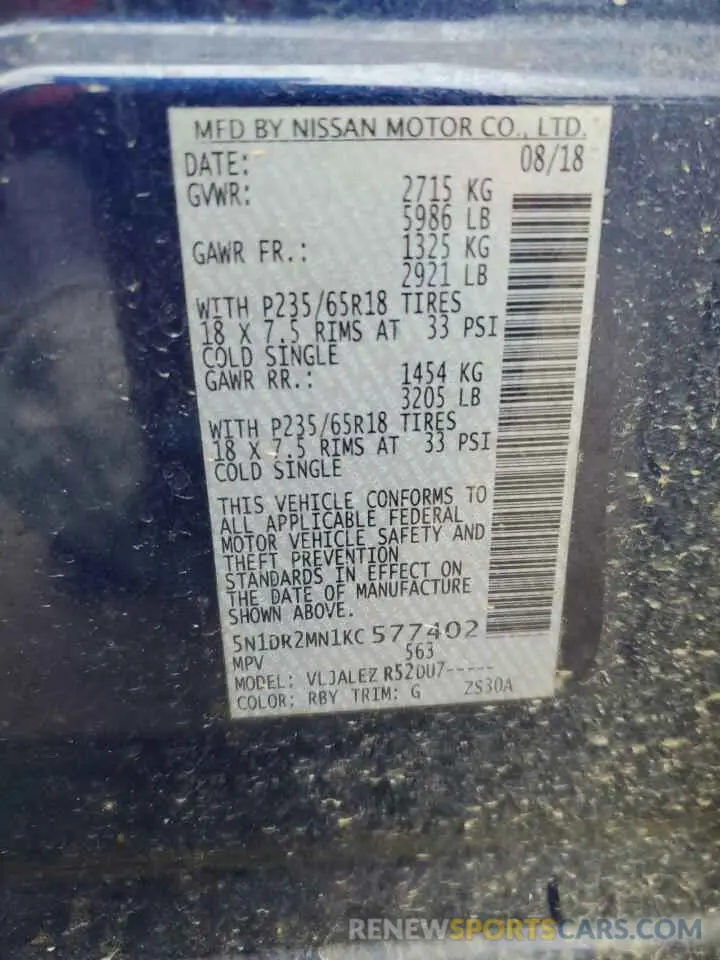 MFD BY NISSAN MOTOR CO., LTD.
DATE: 08/18
GVWR: 2715 KG
5986 LB
GAWR FR.: 1325 KG
2921 LB
WITH P235/65R18 TIRES
18 X 7.5 RIMS AT 33 PSI
COLD SINGLE
GAWR RR.: 1454 KG
3205 LB
WITH P235/65R18 TIRES
18 X 7.5 RIMS AT 33 PSI
COLD SINGLE
THIS VEHICLE CONFORMS TO
ALL APPLICABLE FEDERAL
MOTOR VEHICLE SAFETY AND
THEFT PREVENTION
STANDARDS IN EFFECT ON
THE DATE OF MANUFACTURE
SHOWN ABOVE.
5N1DR2MN1KC577402
MPV 563
MODEL: VLJALEZ R52DU7-----
COLOR: RBY TRIM: G ZS30A
RENEWSPORTSCARS.COM